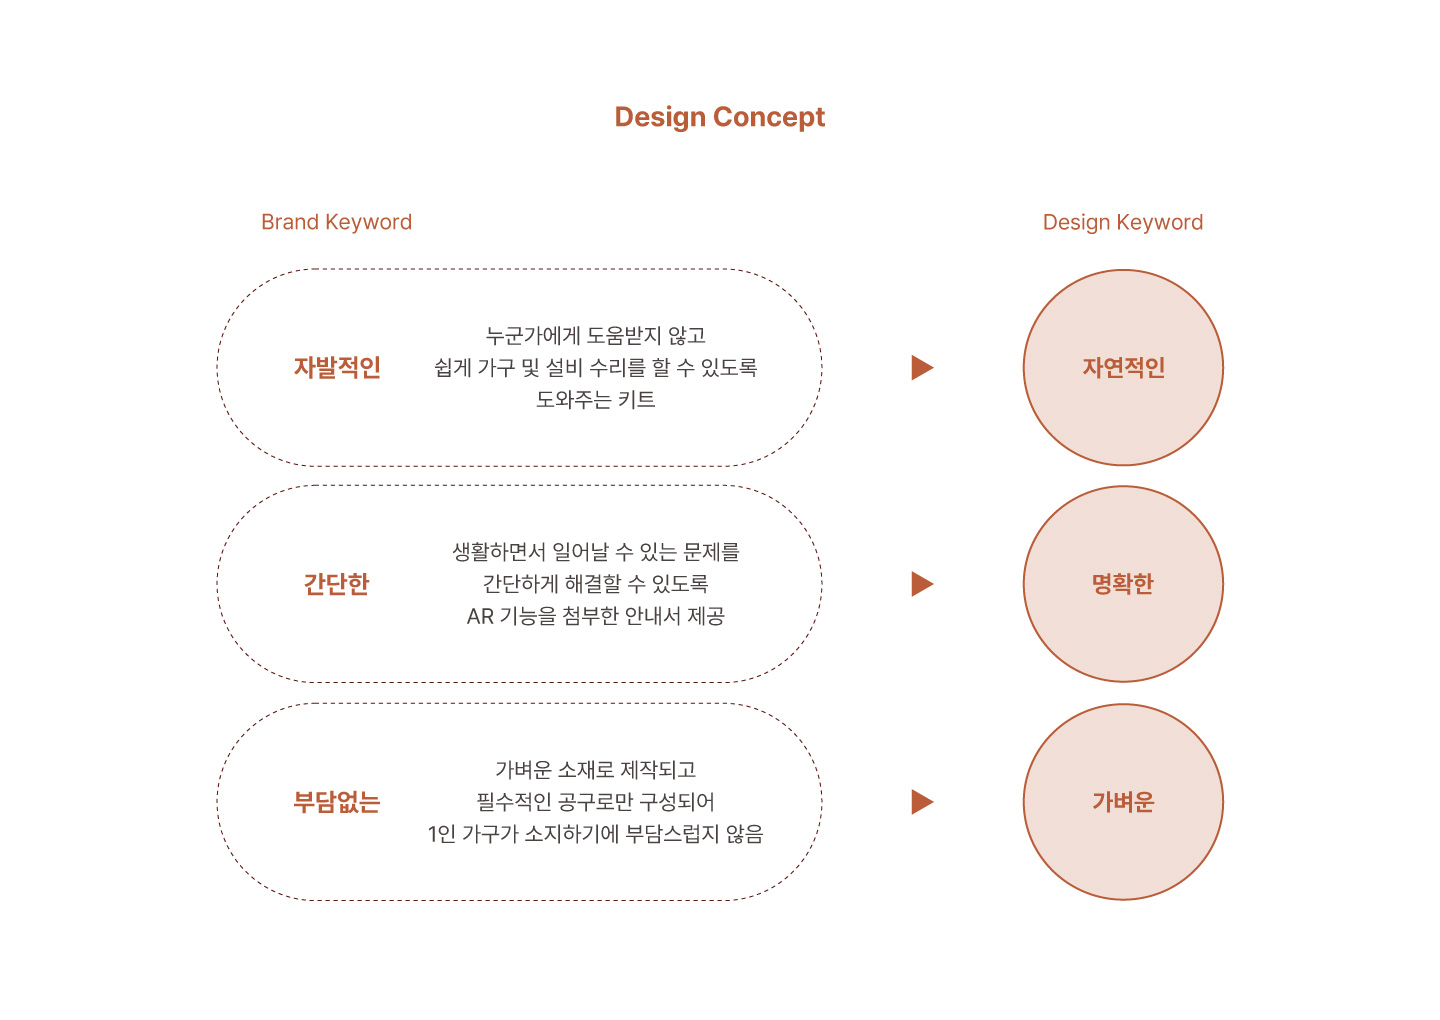 Design Concept
Brand Keyword
Design Keyword
자발적인
누군가에게 도움받지 않고
쉽게 가구 및 설비 수리를 할 수 있도록
도와주는 키트
자연적인
간단한
생활하면서 일어날 수 있는 문제를
간단하게 해결할 수 있도록
AR 기능을 첨부한 안내서 제공
명확한
부담없는
가벼운 소재로 제작되고
필수적인 공구로만 구성되어
1인 가구가 소지하기에 부담스럽지 않음
가벼운